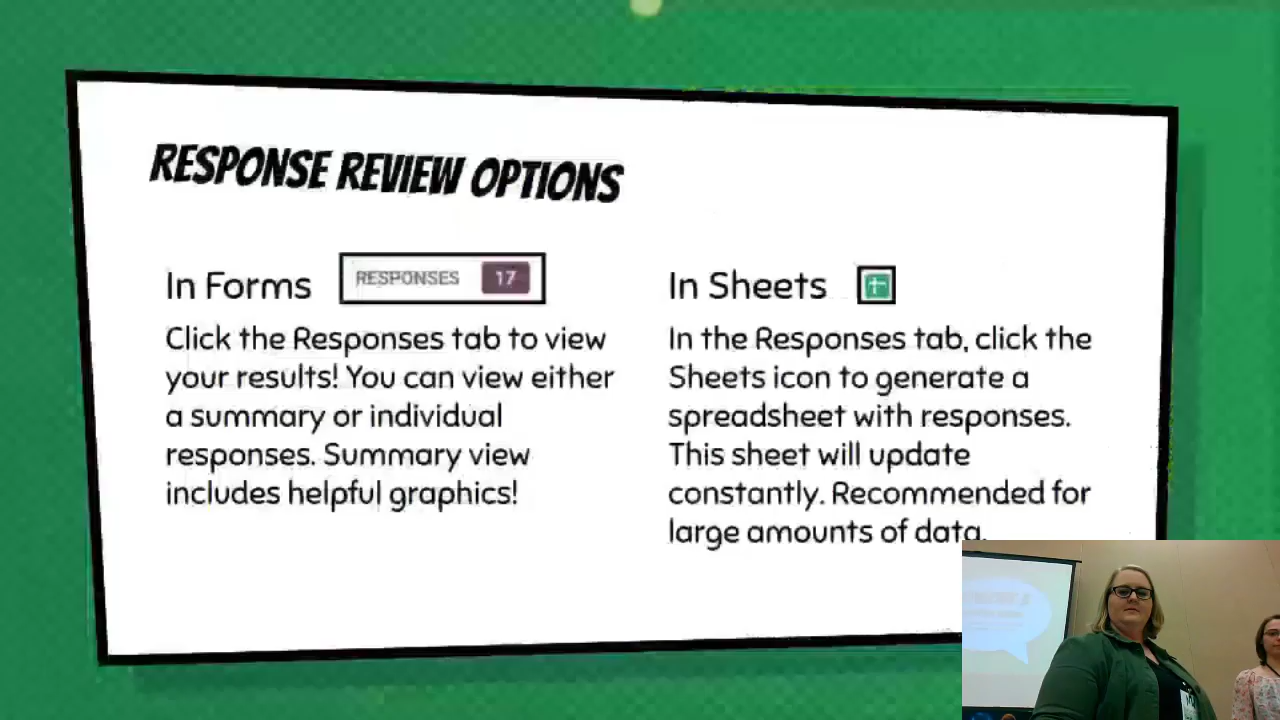 RESPONSE REVIEW OPTIONS
In Forms
RESPONSES 17
Click the Responses tab to view
your results! You can view either
a summary or individual
responses. Summary view
includes helpful graphics!
In Sheets
In the Responses tab, click the
Sheets icon to generate a
spreadsheet with responses.
This sheet will update
constantly. Recommended for
large amounts of data.